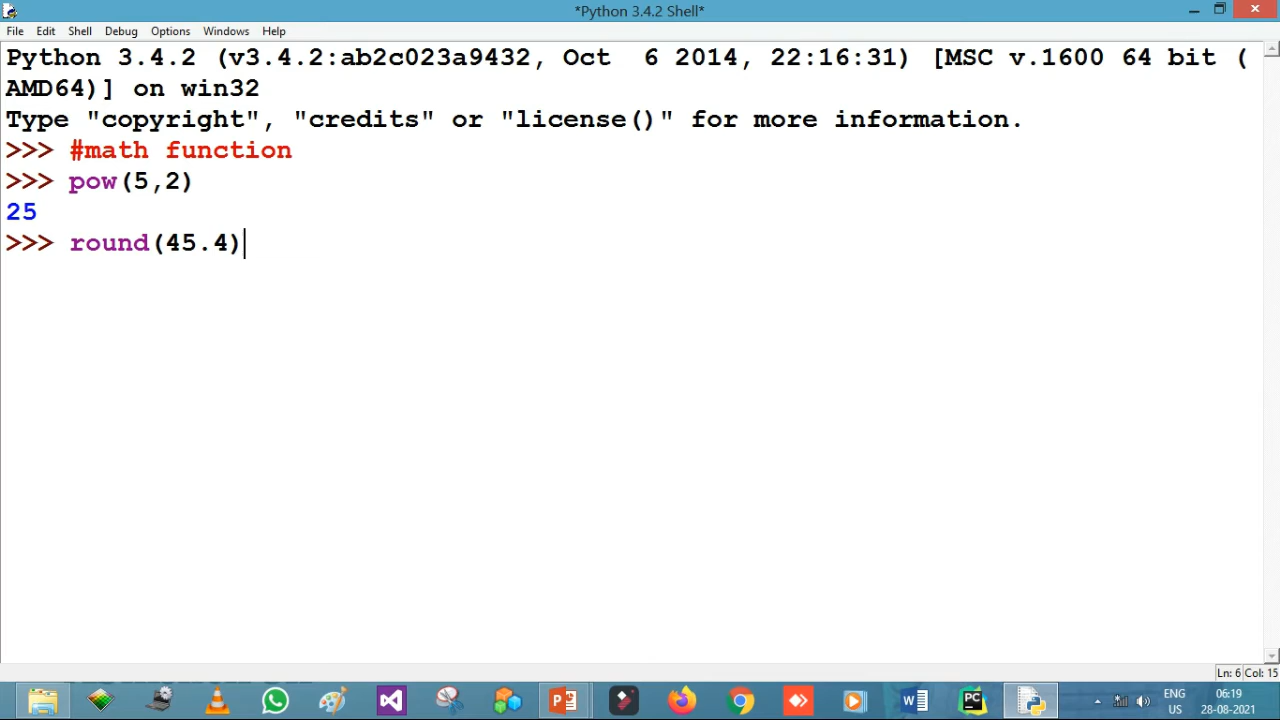 *Python 3.4.2 Shell*
File Edit Shell Debug Options Windows Help
Python 3.4.2 (v3.4.2:ab2c023a9432, Oct  6 2014, 22:16:31) [MSC v.1600 64 bit (
AMD64)] on win32
Type "copyright", "credits" or "license()" for more information.
>>> #math function
>>> pow(5,2)
25
>>> round(45.4)
Ln: 6 Col: 15
ENG 06:19
US 28-08-2021